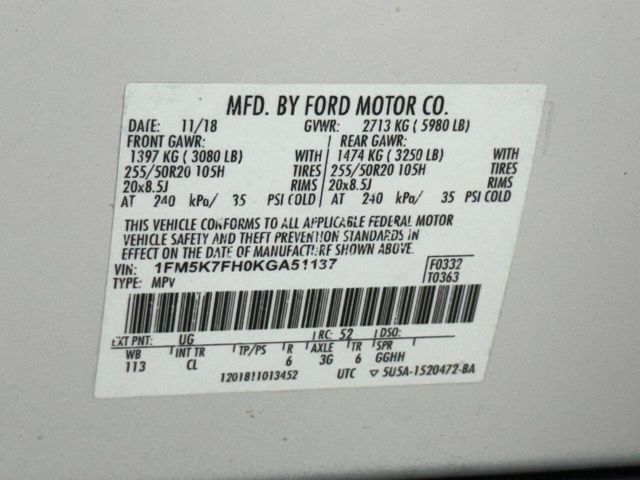 MFD. BY FORD MOTOR CO.
DATE: 11/18 GVWR: 2713 KG ( 5980 LB)
FRONT GAWR: REAR GAWR:
1397 KG ( 3080 LB) WITH 1474 KG ( 3250 LB) WITH
255/50R20 105H TIRES 255/50R20 105H TIRES
20x8.5J RIMS 20x8.5J RIMS
AT 240 kPa/ 35 PSI COLD AT 240 kPa/ 35 PSI COLD
THIS VEHICLE CONFORMS TO ALL APPLICABLE FEDERAL MOTOR
VEHICLE SAFETY AND THEFT PREVENTION STANDARDS IN
EFFECT ON THE DATE OF MANUFACTURE SHOWN ABOVE.
VIN: 1FM5K7FH0KGA51137 F0332
TYPE: MPV T0363
EXT PNT: UG RC: 52 DSO:
WB INT TR TP/PS R AXLE TR SPR
113 CL 6 3G 6 GGHH
1201811013452 UTC ▽ 5U5A-1520472-BA